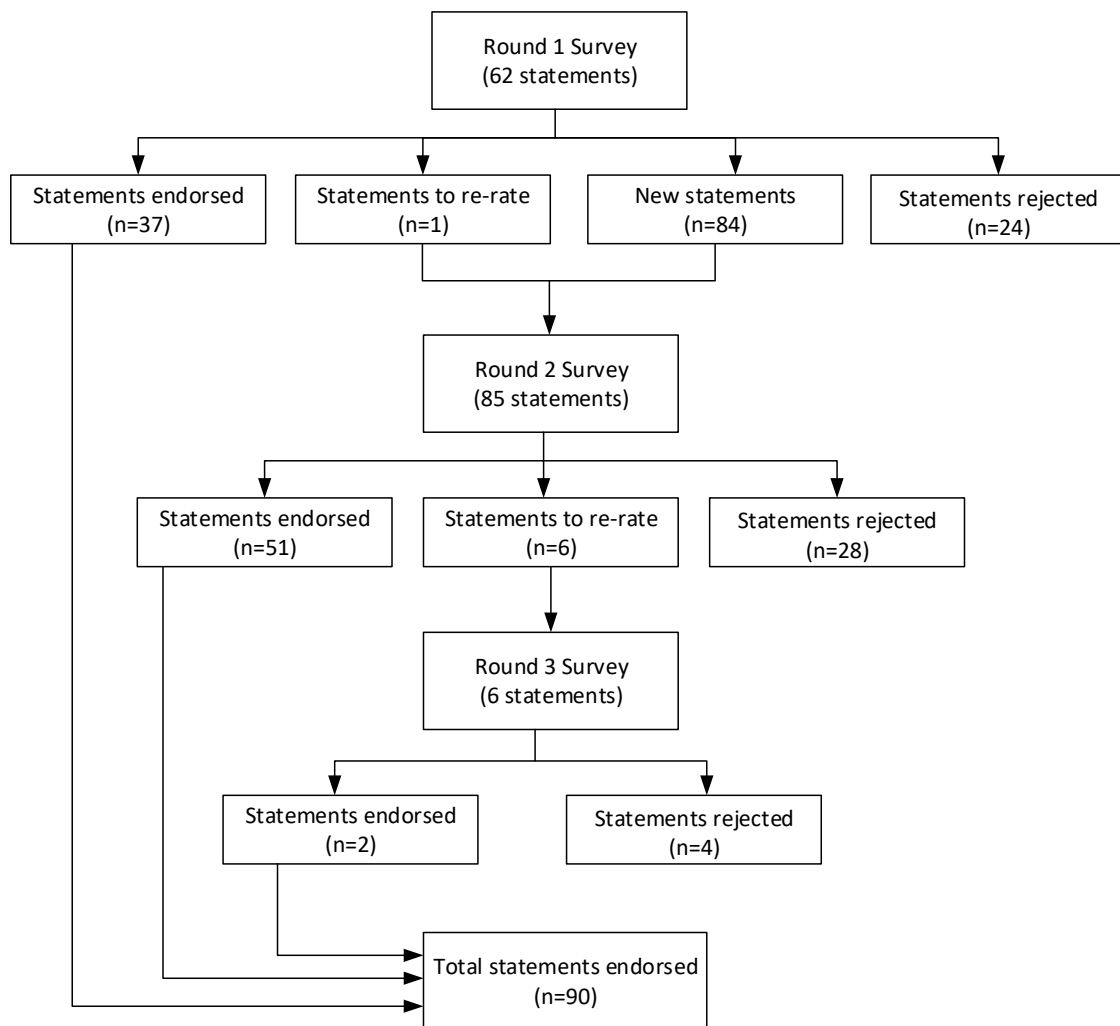 Round 1 Survey
(62 statements)
Statements endorsed
(n=37)
Statements to re-rate
(n=1)
New statements
(n=84)
Statements rejected
(n=24)
Round 2 Survey
(85 statements)
Statements endorsed
(n=51)
Statements to re-rate
(n=6)
Statements rejected
(n=28)
Round 3 Survey
(6 statements)
Statements endorsed
(n=2)
Statements rejected
(n=4)
Total statements endorsed
(n=90)